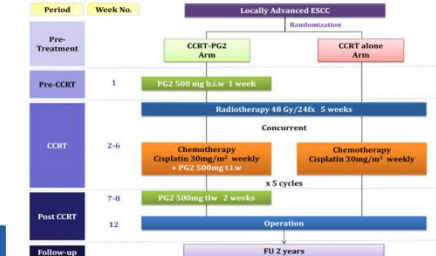 Period Week No. Locally Advanced ESCC
Randomization
Pre-
Treatment
CCRT-PG2
Arm
CCRT alone
Arm
Pre-CCRT 1 PG2 500 mg b.i.w 1 week
Radiotherapy 48 Gy/24fx 5 weeks
Concurrent
CCRT 2-6
Chemotherapy
Cisplatin 30mg/m² weekly
+ PG2 500mg t.i.w
Chemotherapy
Cisplatin 30mg/m² weekly
x 5 cycles
Post CCRT 7-8 PG2 500mg tiw 2 weeks
12 Operation
Follow-up FU 2 years